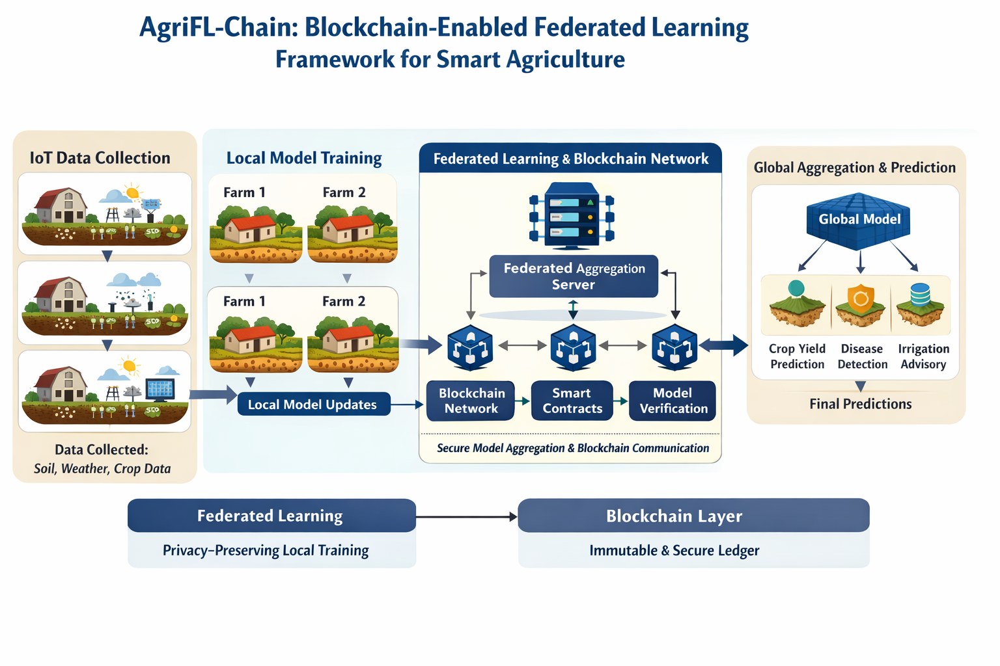 AgriFL-Chain: Blockchain-Enabled Federated Learning
Framework for Smart Agriculture
IoT Data Collection
Data Collected:
Soil, Weather, Crop Data
Local Model Training
Farm 1
Farm 2
Farm 1
Farm 2
Local Model Updates
Federated Learning & Blockchain Network
Federated Aggregation
Server
Blockchain
Network
Smart
Contracts
Model
Verification
Secure Model Aggregation & Blockchain Communication
Global Aggregation & Prediction
Global Model
Crop Yield
Prediction
Disease
Detection
Irrigation
Advisory
Final Predictions
Federated Learning
Privacy–Preserving Local Training
Blockchain Layer
Immutable & Secure Ledger